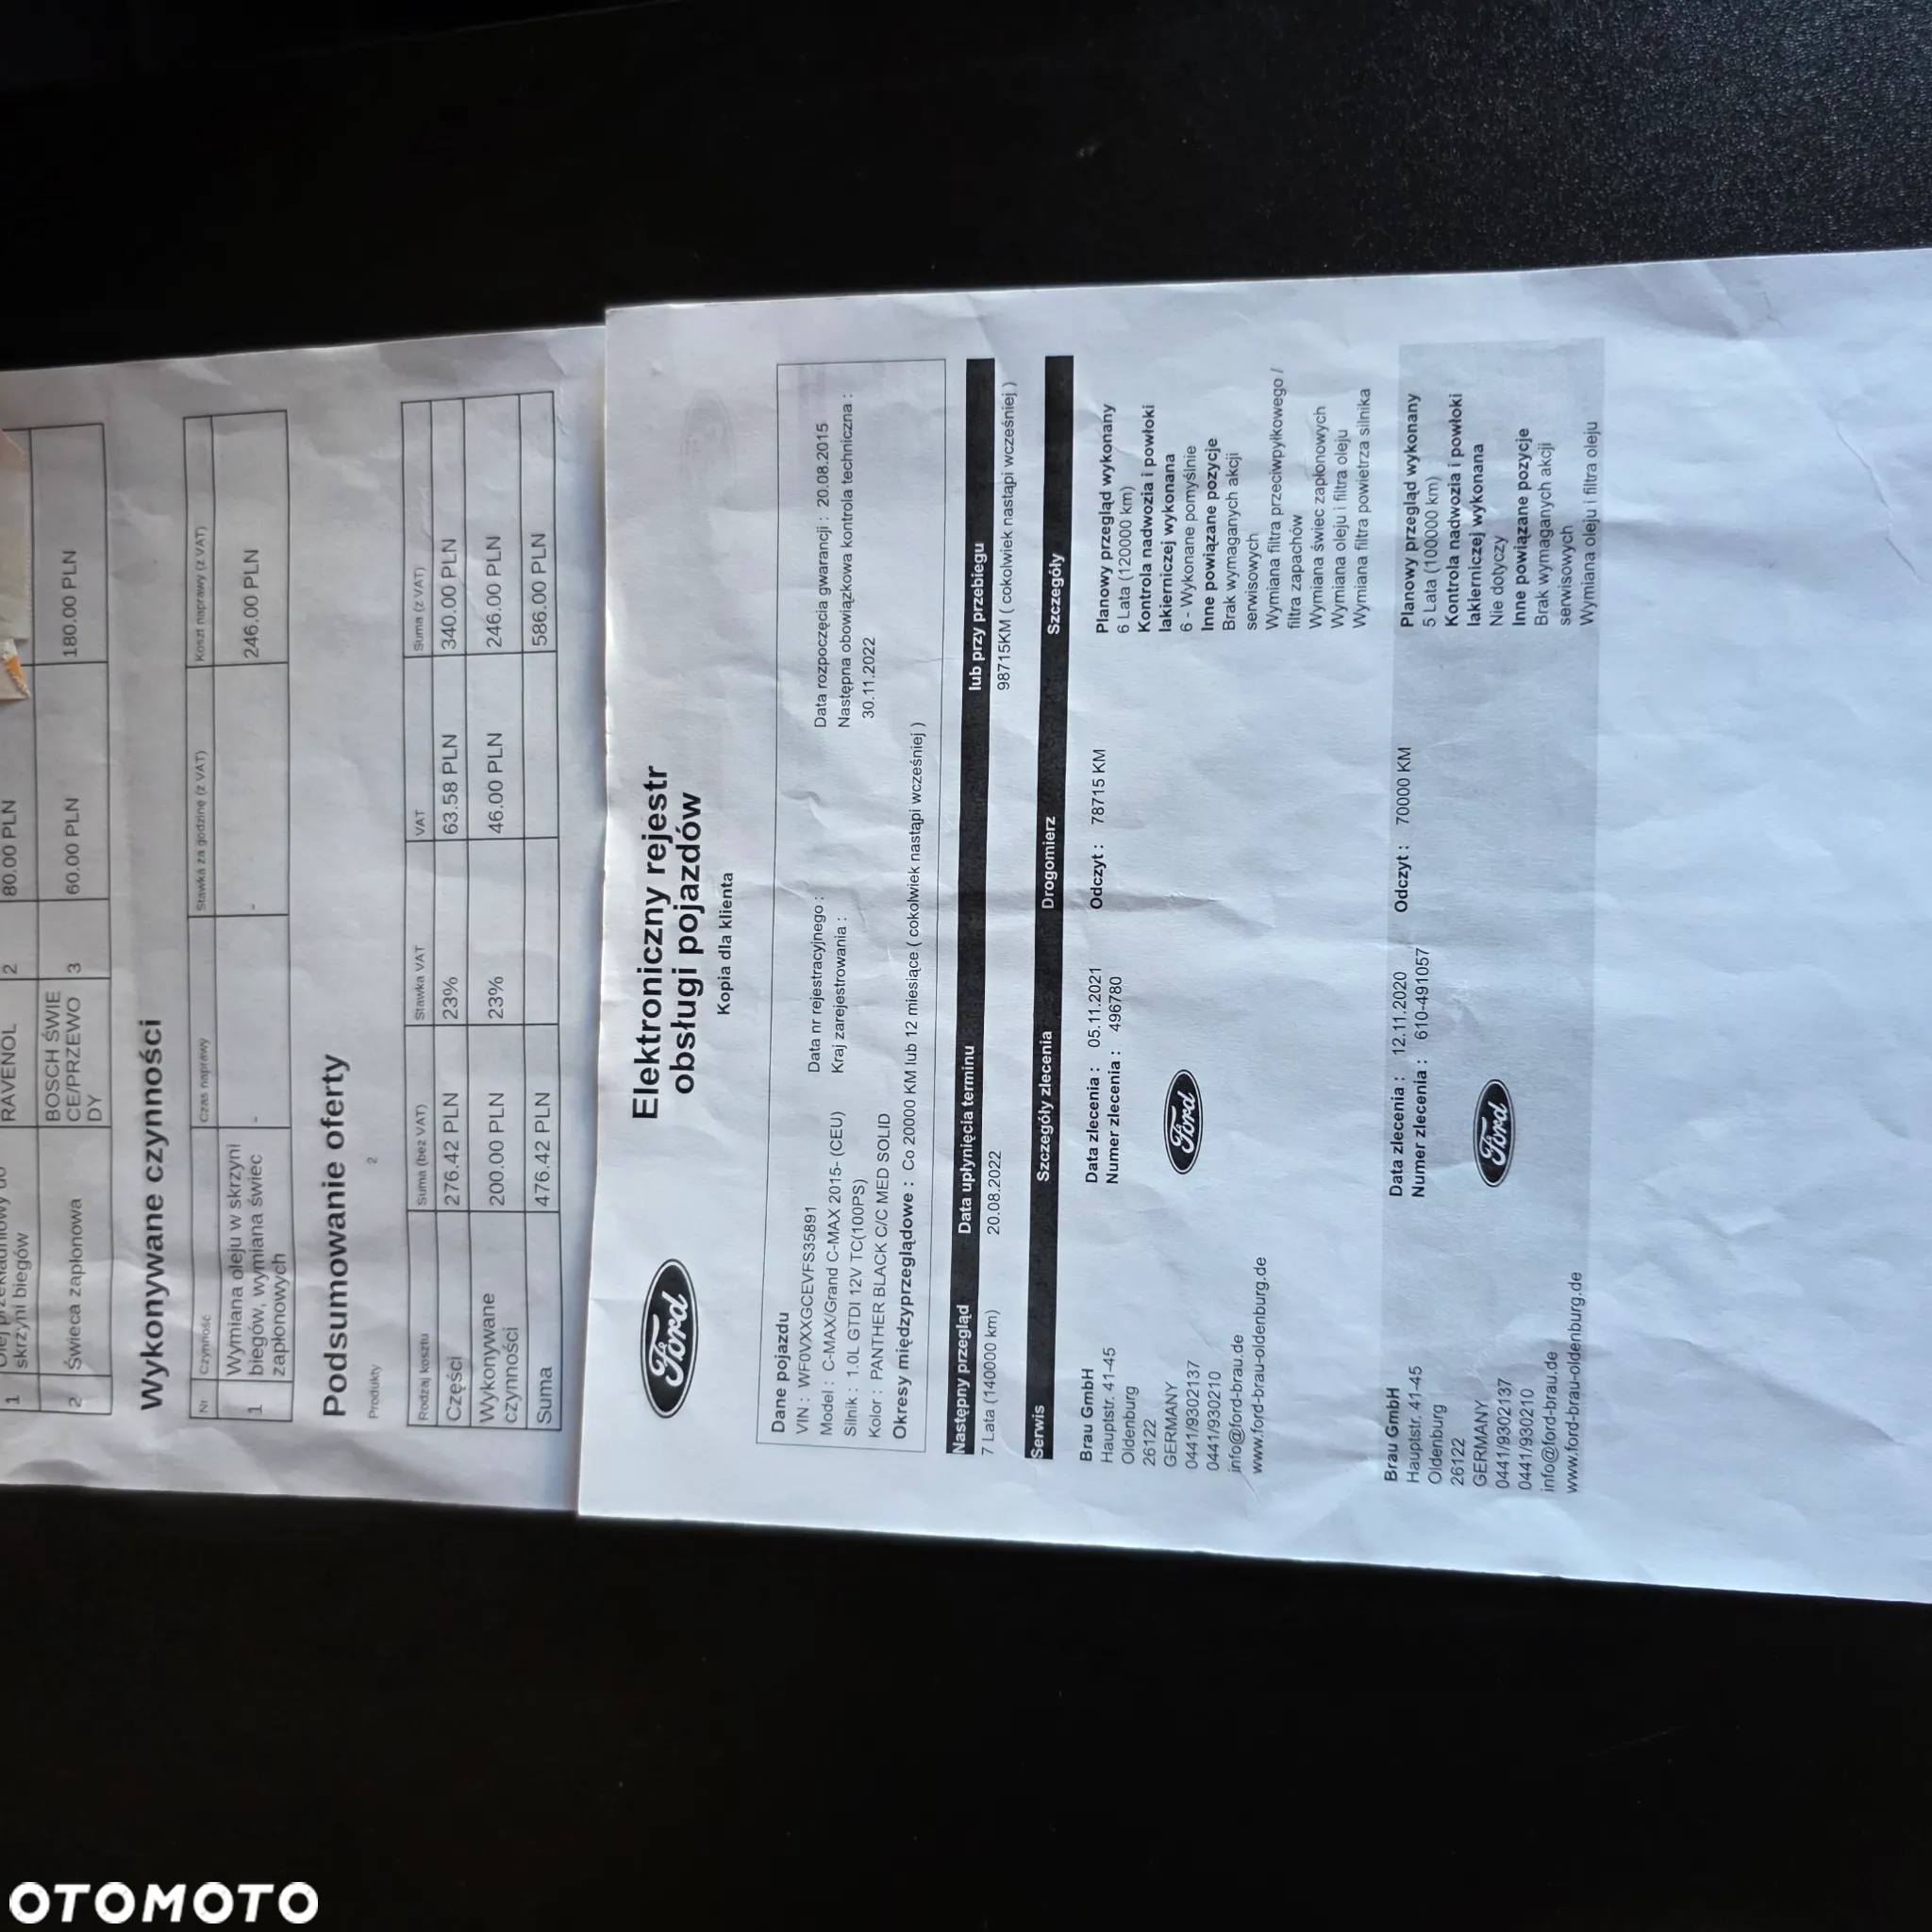 RAVENOL
2
80.00 PLN
1
skrzyni biegów
2
Świeca zapłonowa
BOSCH ŚWIE
CE/PRZEWO
DY
3
60.00 PLN
180.00 PLN
Wykonywane czynności
Nr
Czynność
Czas naprawy
Stawka za godzinę (z VAT)
Koszt naprawy (z VAT)
1
Wymiana oleju w skrzyni
biegów, wymiana świec
zapłonowych
-
-
246.00 PLN
Podsumowanie oferty
Produkty
2
Rodzaj kosztu
Suma (bez VAT)
Stawka VAT
VAT
Suma (z VAT)
Części
276.42 PLN
23%
63.58 PLN
340.00 PLN
Wykonywane
czynności
200.00 PLN
23%
46.00 PLN
246.00 PLN
Suma
476.42 PLN
586.00 PLN
Ford
Elektroniczny rejestr
obsługi pojazdów
Kopia dla klienta
Dane pojazdu
VIN : WF0VXXGCEVFS35891
Data nr rejestracyjnego :
Data rozpoczęcia gwarancji : 20.08.2015
Model : C-MAX/Grand C-MAX 2015- (CEU)
Kraj zarejestrowania :
Następna obowiązkowa kontrola techniczna :
30.11.2022
Silnik : 1.0L GTDI 12V TC(100PS)
Kolor : PANTHER BLACK C/C MED SOLID
Okresy międzyprzeglądowe : Co 20000 KM lub 12 miesiące.( cokolwiek nastąpi wcześniej )
Następny przegląd
Data upłynięcia terminu
lub przy przebiegu
7 Lata (140000 km)
20.08.2022
98715KM ( cokolwiek nastąpi wcześniej )
Serwis
Szczegóły zlecenia
Drogomierz
Szczegóły
Brau GmbH
Hauptstr. 41-45
Oldenburg
26122
GERMANY
0441/9302137
0441/930210
info@ford-brau.de
www.ford-brau-oldenburg.de
Data zlecenia : 05.11.2021
Numer zlecenia : 496780
Ford
Odczyt : 78715 KM
Planowy przegląd wykonany
6 Lata (120000 km)
Kontrola nadwozia i powłoki
lakierniczej wykonana
6 - Wykonane pomyślnie
Inne powiązane pozycje
Brak wymaganych akcji
serwisowych
Wymiana filtra przeciwpyłkowego /
filtra zapachów
Wymiana świec zapłonowych
Wymiana oleju i filtra oleju
Wymiana filtra powietrza silnika
Brau GmbH
Hauptstr. 41-45
Oldenburg
26122
GERMANY
0441/9302137
0441/930210
info@ford-brau.de
www.ford-brau-oldenburg.de
Data zlecenia : 12.11.2020
Numer zlecenia : 610-491057
Ford
Odczyt : 70000 KM
Planowy przegląd wykonany
5 Lata (100000 km)
Kontrola nadwozia i powłoki
lakierniczej wykonana
Nie dotyczy
Inne powiązane pozycje
Brak wymaganych akcji
serwisowych
Wymiana oleju i filtra oleju
OTOMOTO